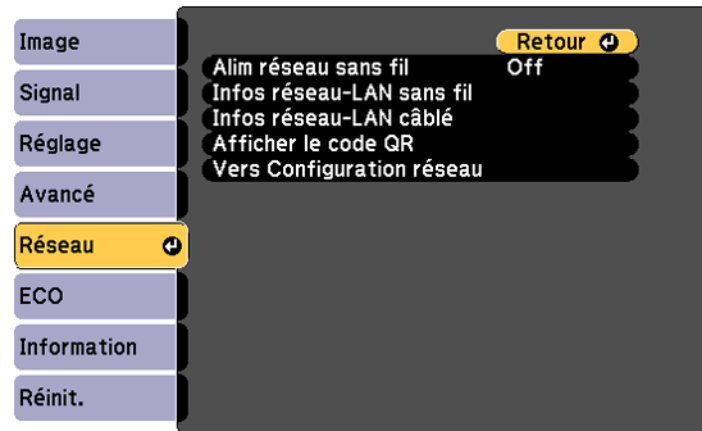 Image
Signal
Réglage
Avancé
Réseau
ECO
Information
Réinit.
Retour
Alim réseau sans fil Off
Infos réseau-LAN sans fil
Infos réseau-LAN câblé
Afficher le code QR
Vers Configuration réseau